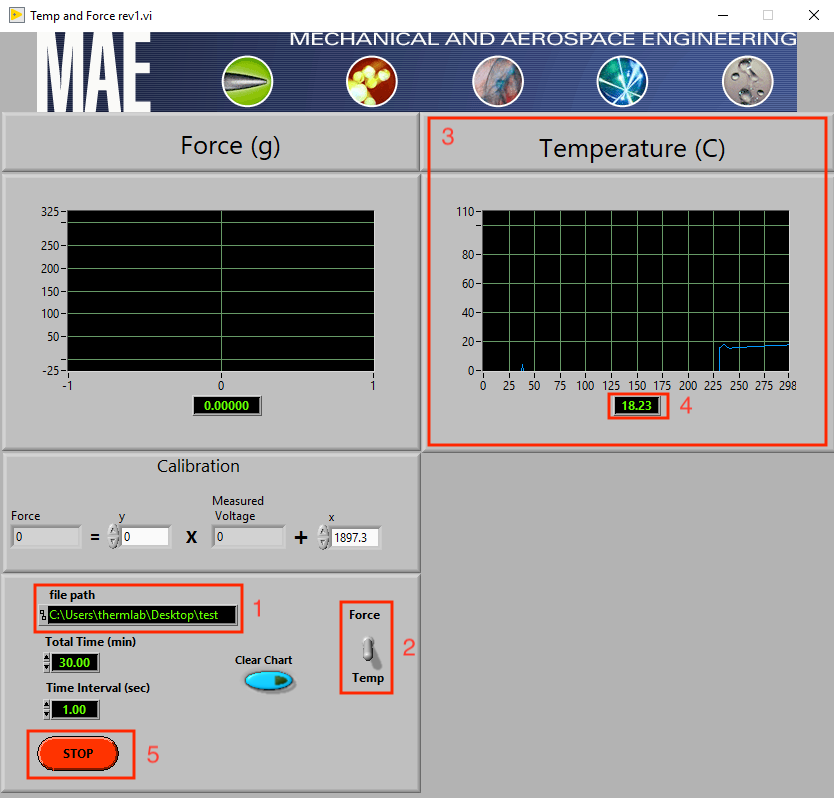 Temp and Force rev1.vi
MAE
MECHANICAL AND AEROSPACE ENGINEERING
Force (g)
325
250
200
150
100
50
-25
-1 0 1
0.00000
3
Temperature (C)
110
80
60
40
20
0
0 25 50 75 100 125 150 175 200 225 250 275 298
18.23
4
Calibration
Force
y
Measured
Voltage
x
0 = 0 X 0 + 1897.3
file path
C:\Users\thermlab\Desktop\test
1
Total Time (min)
30.00
Time Interval (sec)
1.00
Clear Chart
Force
2
Temp
STOP
5